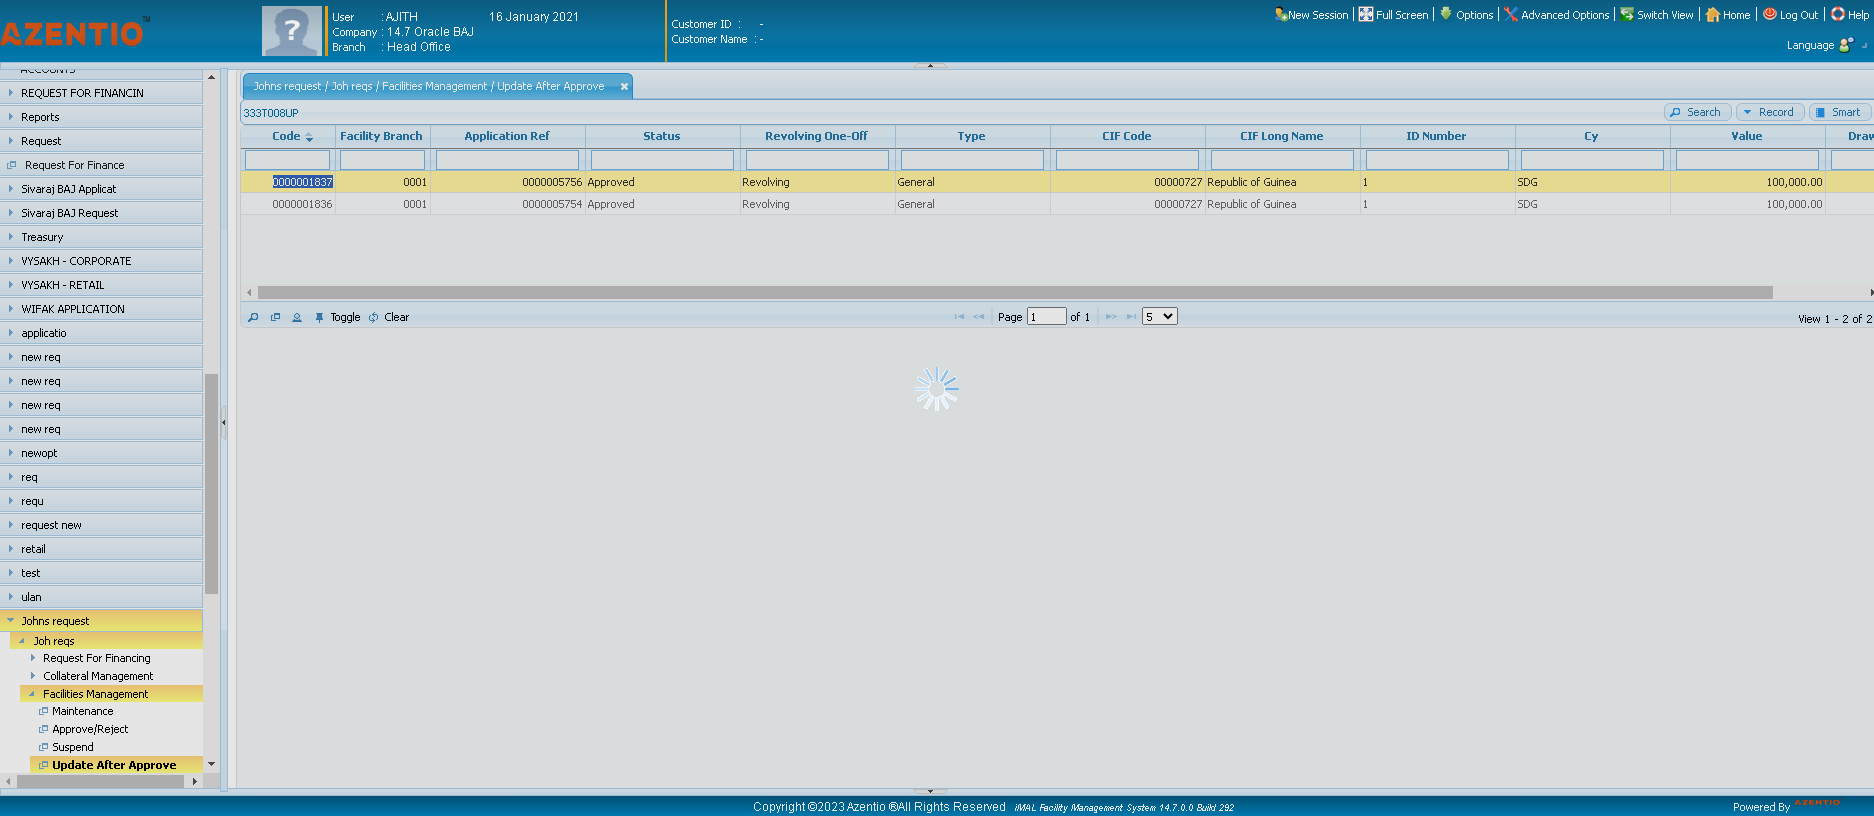 AZENTIO™
User : AJITH 16 January 2021
Company : 14.7 Oracle BAJ
Branch : Head Office
Customer ID : -
Customer Name : -
New Session | Full Screen | Options | Advanced Options | Switch View | Home | Log Out | Help
Language
ACCOUNTS
REQUEST FOR FINANCIN
Reports
Request
Request For Finance
Sivaraj BAJ Applicat
Sivaraj BAJ Request
Treasury
VYSAKH - CORPORATE
VYSAKH - RETAIL
WIFAK APPLICATION
applicatio
new req
new req
new req
new req
newopt
req
requ
request new
retail
test
ulan
Johns request
Joh reqs
Request For Financing
Collateral Management
Facilities Management
Maintenance
Approve/Reject
Suspend
Update After Approve
Johns request / Joh reqs / Facilities Management / Update After Approve
333T008UP
Search Record Smart
Code Facility Branch Application Ref Status Revolving One-Off Type CIF Code CIF Long Name ID Number Cy Value Draw
0000001837 0001 0000005756 Approved Revolving General 00000727 Republic of Guinea 1 SDG 100,000.00
0000001836 0001 0000005754 Approved Revolving General 00000727 Republic of Guinea 1 SDG 100,000.00
Toggle Clear Page 1 of 1 5 View 1 - 2 of 2
Copyright ©2023 Azentio ®All Rights Reserved iMAL Facility Management System 14.7.0.0 Build 292
Powered By AZENTIO